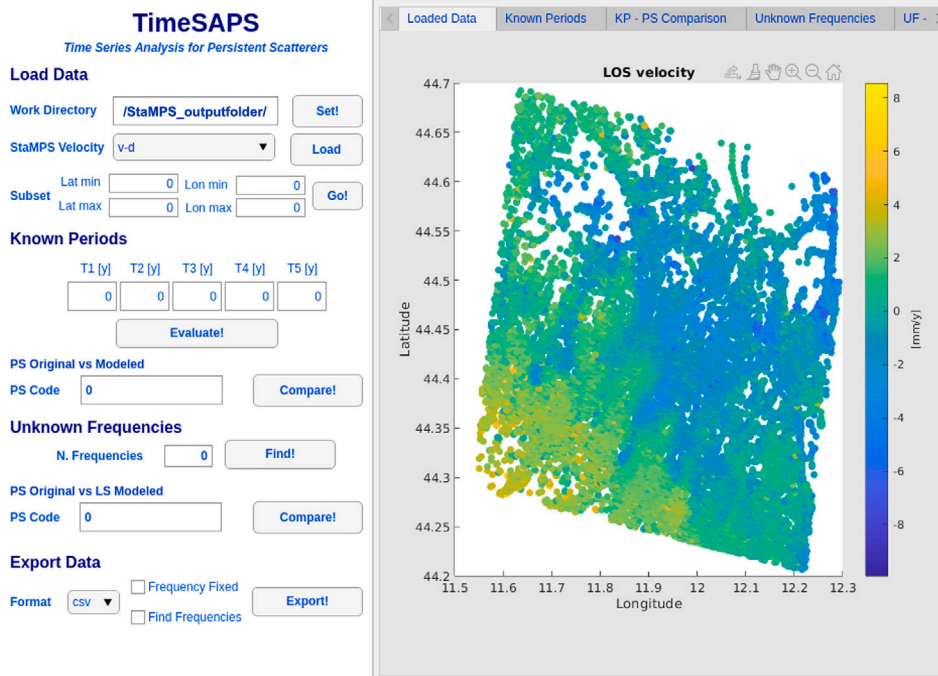 TimeSAPS
Time Series Analysis for Persistent Scatterers
Load Data
Work Directory /StaMPS_outputfolder/ Set!
StaMPS Velocity v-d Load
Subset Lat min 0 Lon min 0 Go!
Lat max 0 Lon max 0
Known Periods
T1 [y] T2 [y] T3 [y] T4 [y] T5 [y]
0 0 0 0 0
Evaluate!
PS Original vs Modeled
PS Code 0 Compare!
Unknown Frequencies
N. Frequencies 0 Find!
PS Original vs LS Modeled
PS Code 0 Compare!
Export Data
Format csv Frequency Fixed Export!
Find Frequencies
Loaded Data Known Periods KP - PS Comparison Unknown Frequencies UF -
LOS velocity
44.7
44.65
44.6
44.55
44.5
44.45
44.4
44.35
44.3
44.25
44.2
Latitude
11.5 11.6 11.7 11.8 11.9 12 12.1 12.2 12.3
Longitude
8
6
4
2
0
-2
-4
-6
-8
[mm/y]